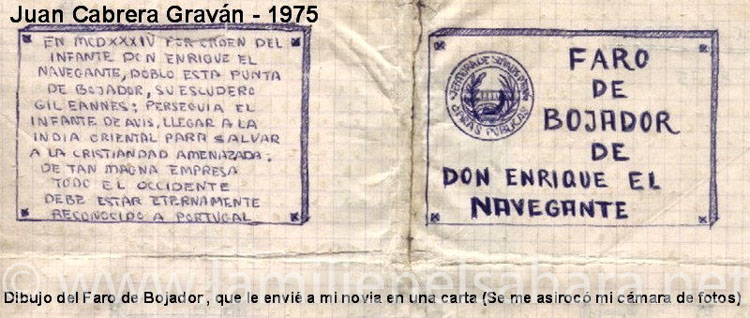 Juan Cabrera Graván - 1975
EN MCDXXXIV POR ORDEN DEL
INFANTE DON ENRIQUE EL
NAVEGANTE, DOBLO ESTA PUNTA
DE BOJADOR, SU ESCUDERO
GIL EANNES; PERSEGUIA EL
INFANTE DE AVIS, LLEGAR A LA
INDIA ORIENTAL PARA SALVAR
A LA CRISTIANDAD AMENAZADA;
DE TAN MAGNA EMPRESA
TODO EL OCCIDENTE
DEBE ESTAR ETERNAMENTE
RECONOCIDO A PORTUGAL
OBRAS PUBLICAS
FARO
DE
BOJADOR
DE
DON ENRIQUE EL
NAVEGANTE
© www.lamiliepelsahara.net
Dibujo del Faro de Bojador, que le envié a mi novia en una carta (Se me asirocó mi cámara de fotos)